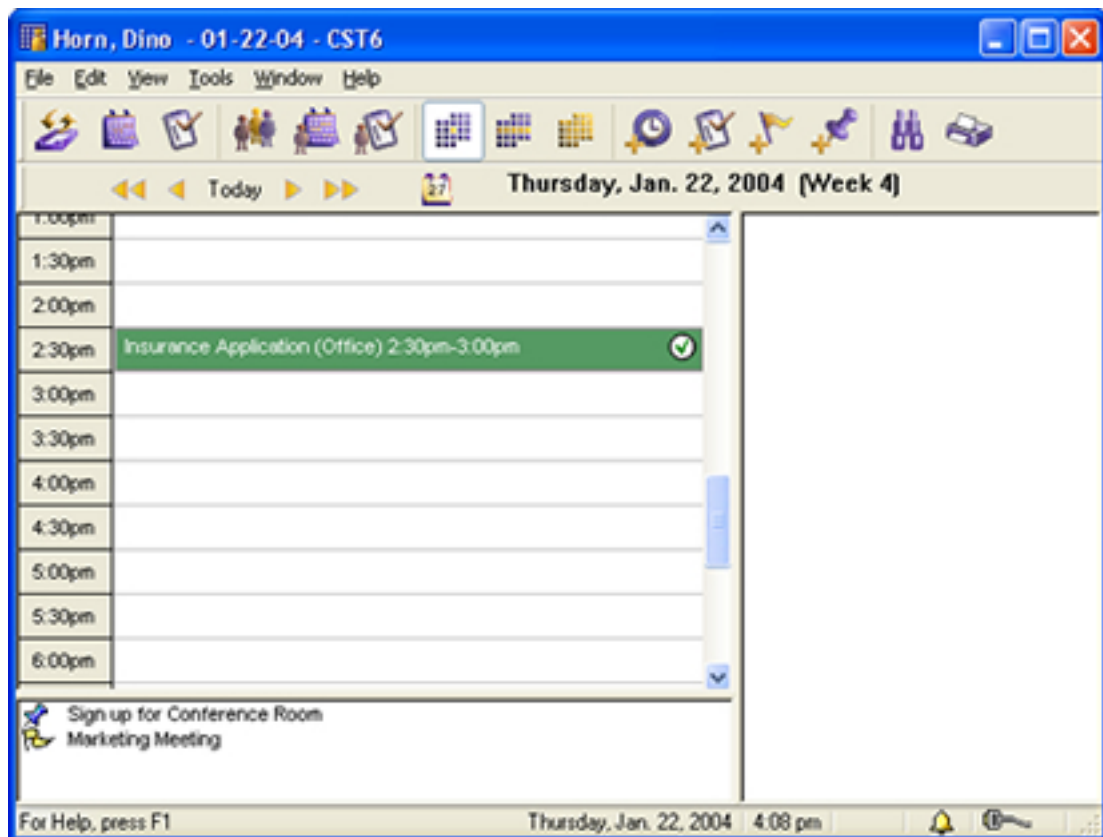 Horn, Dino - 01-22-04 - CST6
File Edit View Tools Window Help
Today 27 Thursday, Jan. 22, 2004 (Week 4)
1:00pm
1:30pm
2:00pm
2:30pm Insurance Application (Office) 2:30pm-3:00pm
3:00pm
3:30pm
4:00pm
4:30pm
5:00pm
5:30pm
6:00pm
Sign up for Conference Room
Marketing Meeting
For Help, press F1 Thursday, Jan. 22, 2004 4:08 pm